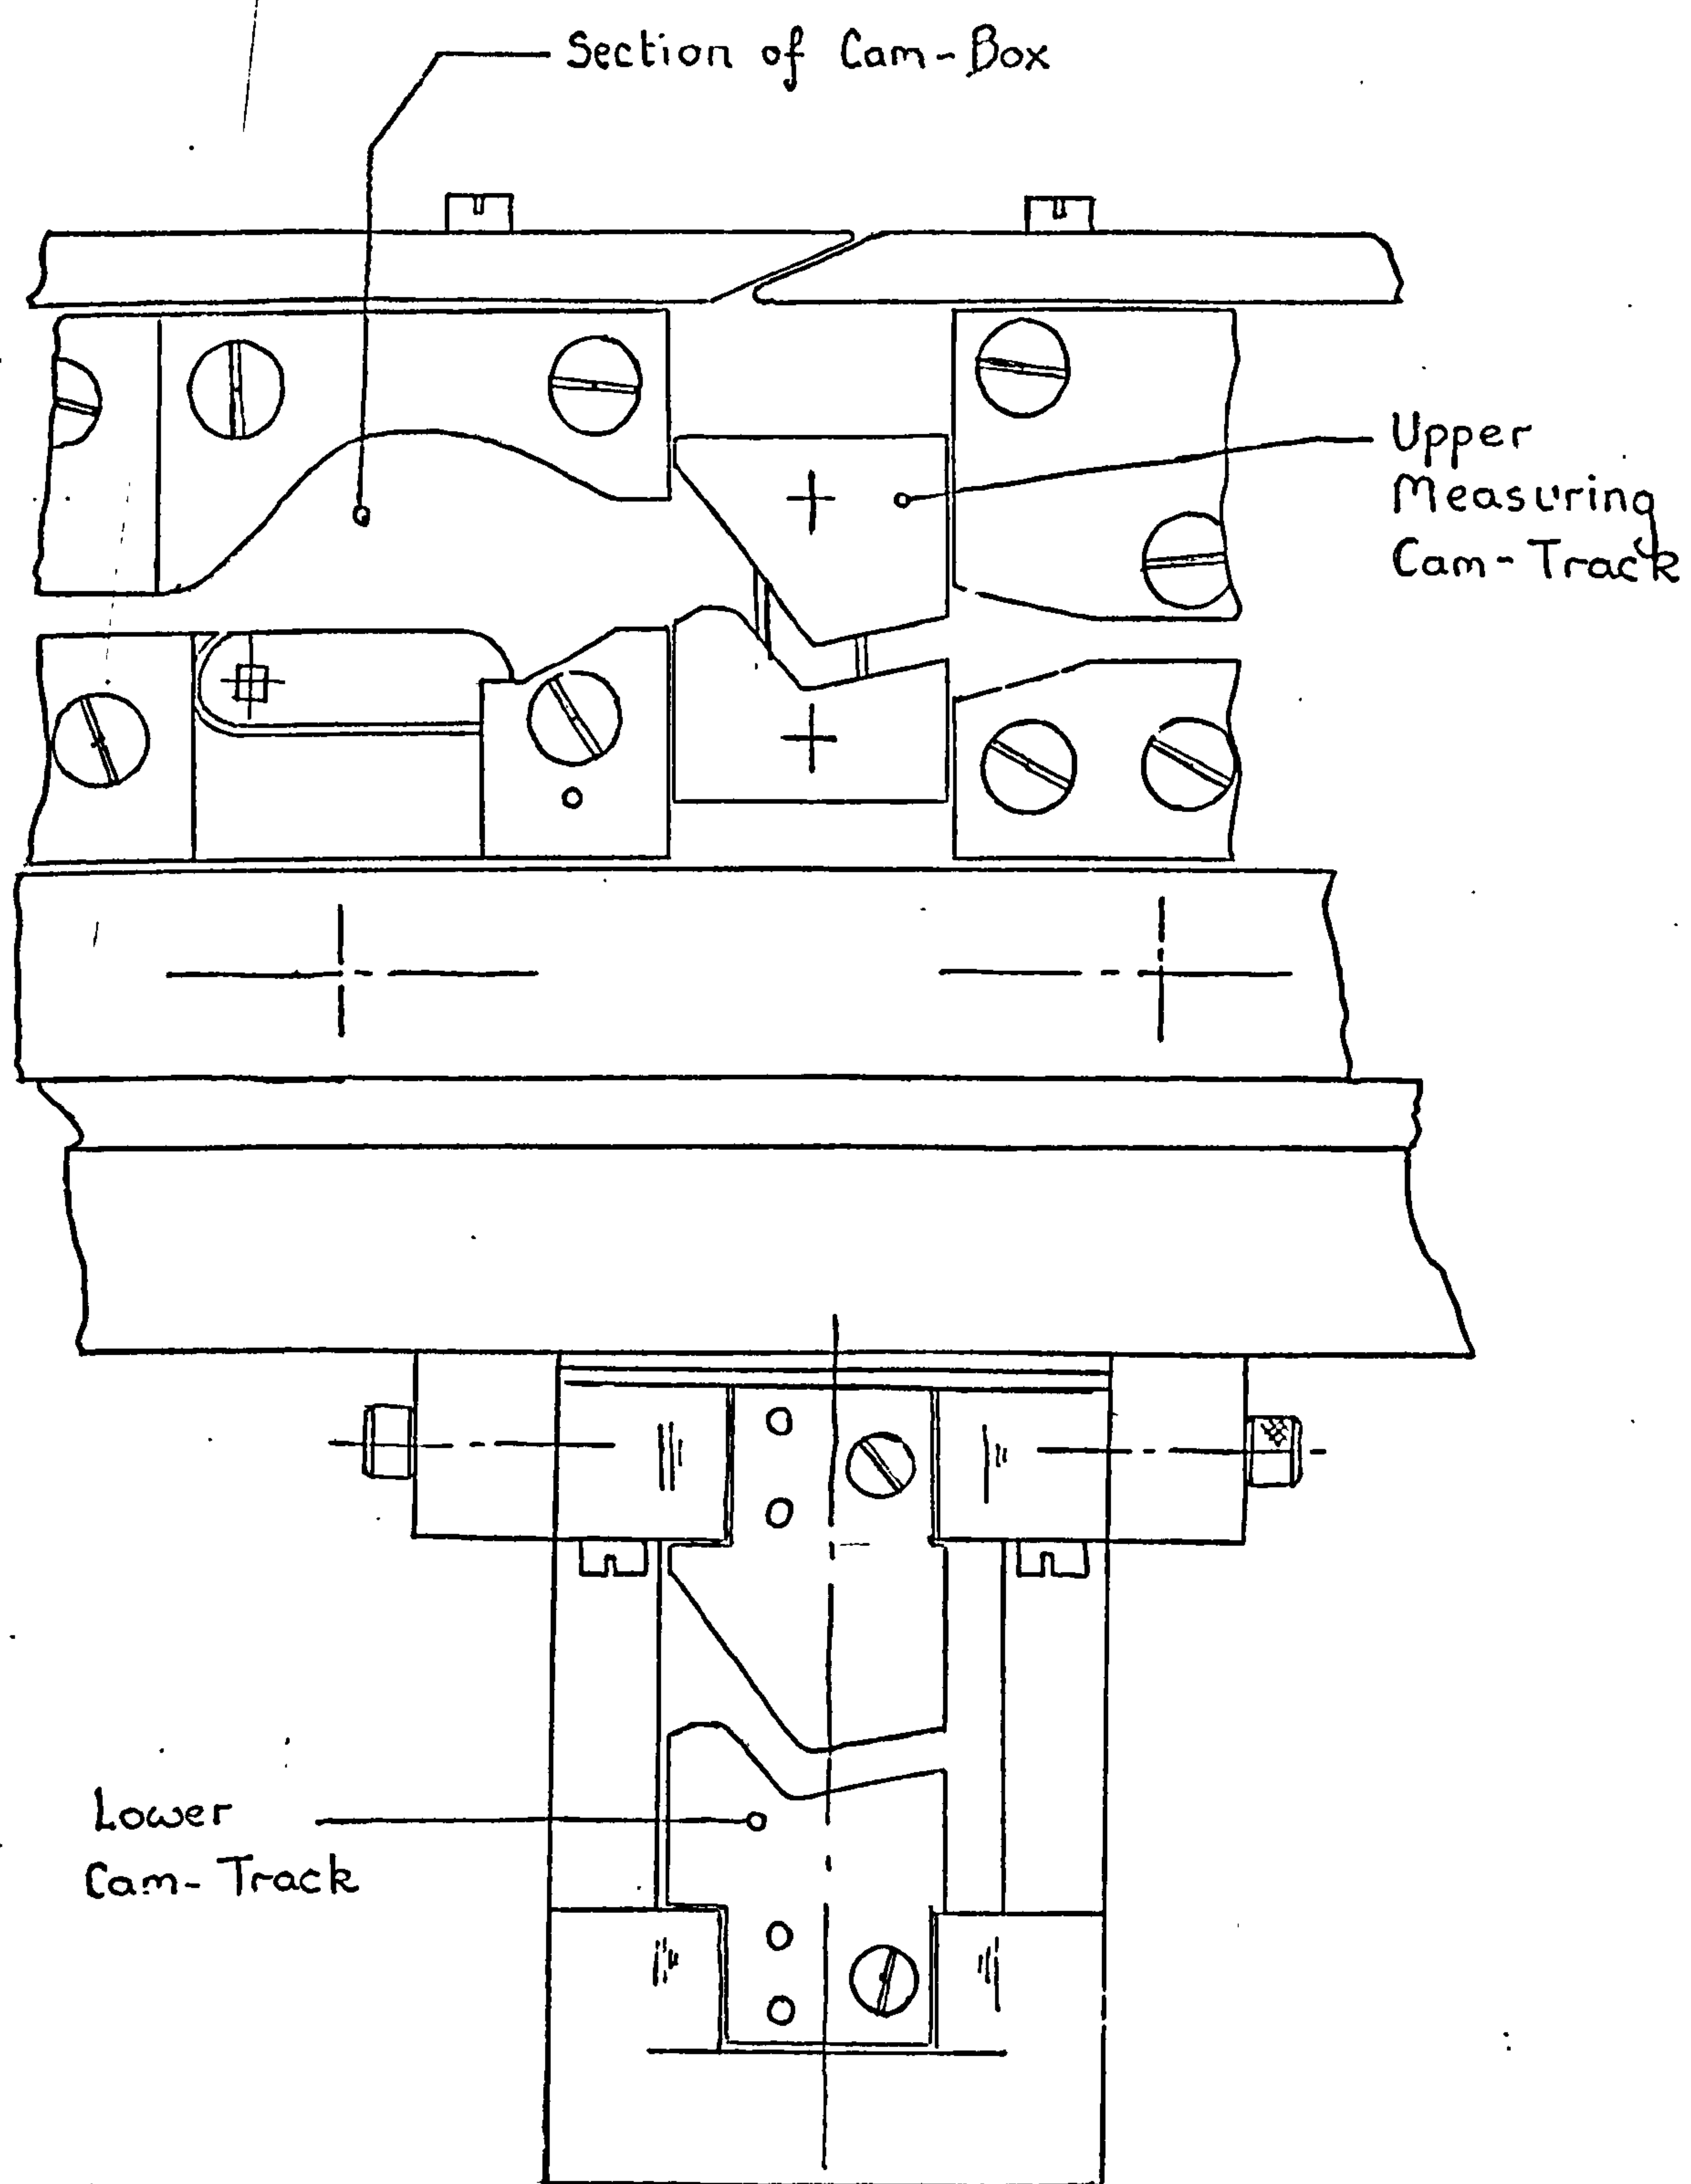 Section of Cam-Box
Upper
Measuring
Cam-Track
Lower
Cam-Track